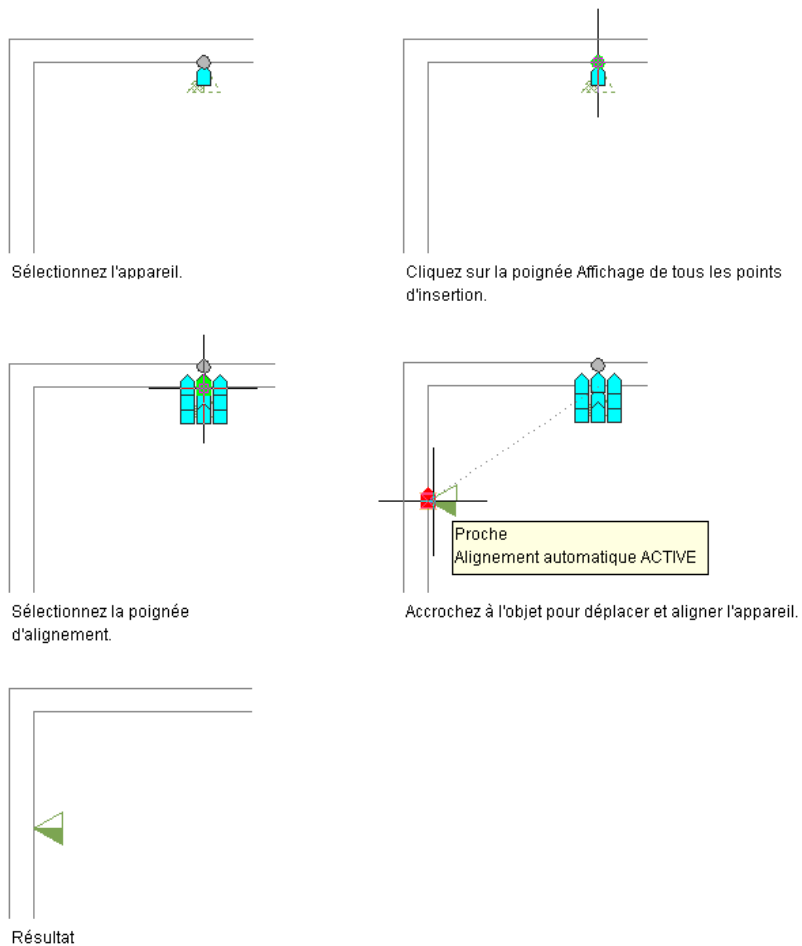 Sélectionnez l'appareil.
Cliquez sur la poignée Affichage de tous les points
d'insertion.
Sélectionnez la poignée
d'alignement.
Proche
Alignement automatique ACTIVE
Accrochez à l'objet pour déplacer et aligner l'appareil.
Résultat